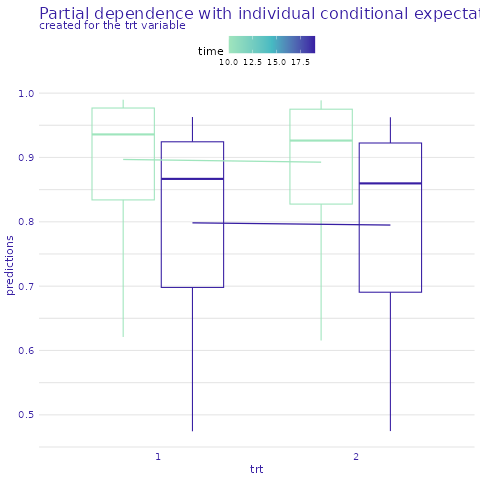 Partial dependence with individual conditional expectat
created for the trt variable
time
10.0 12.5 15.0 17.5
1.0
0.9
0.8
0.7
0.6
0.5
predictions
1 2
trt